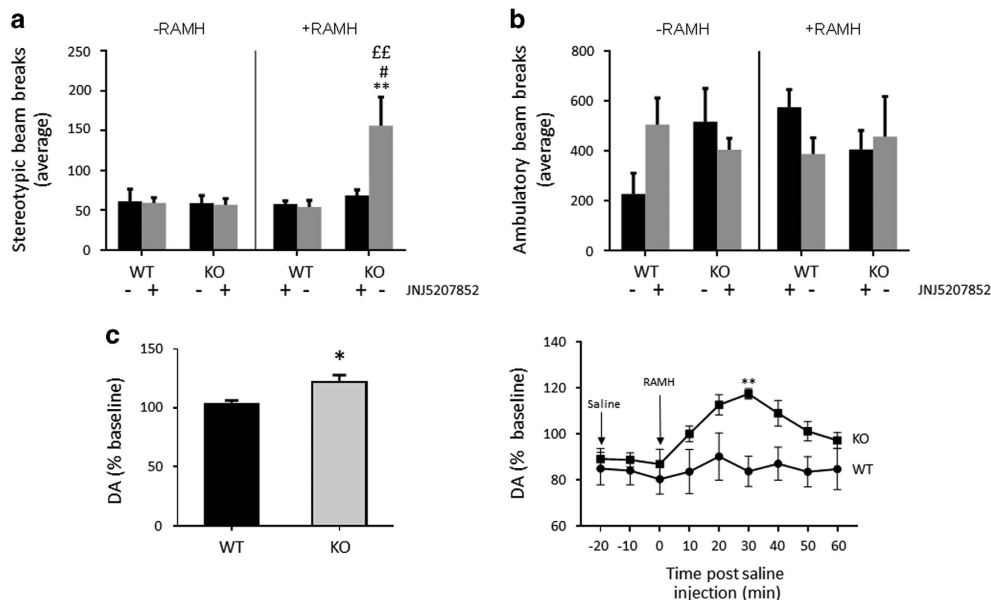 a
-RAMH +RAMH
Stereotypic beam breaks
(average)
250
200
150
100
50
0
££
#
**
WT KO WT KO
- + - + + - + - JNJ5207852
b
-RAMH +RAMH
Ambulatory beam breaks
(average)
800
600
400
200
0
WT KO WT KO
- + - + + - + - JNJ5207852
c
DA (% baseline)
150
100
50
0
*
WT KO
DA (% baseline)
140
120
100
80
60
Saline
RAMH
**
KO
WT
-20 -10 0 10 20 30 40 50 60
Time post saline
injection (min)